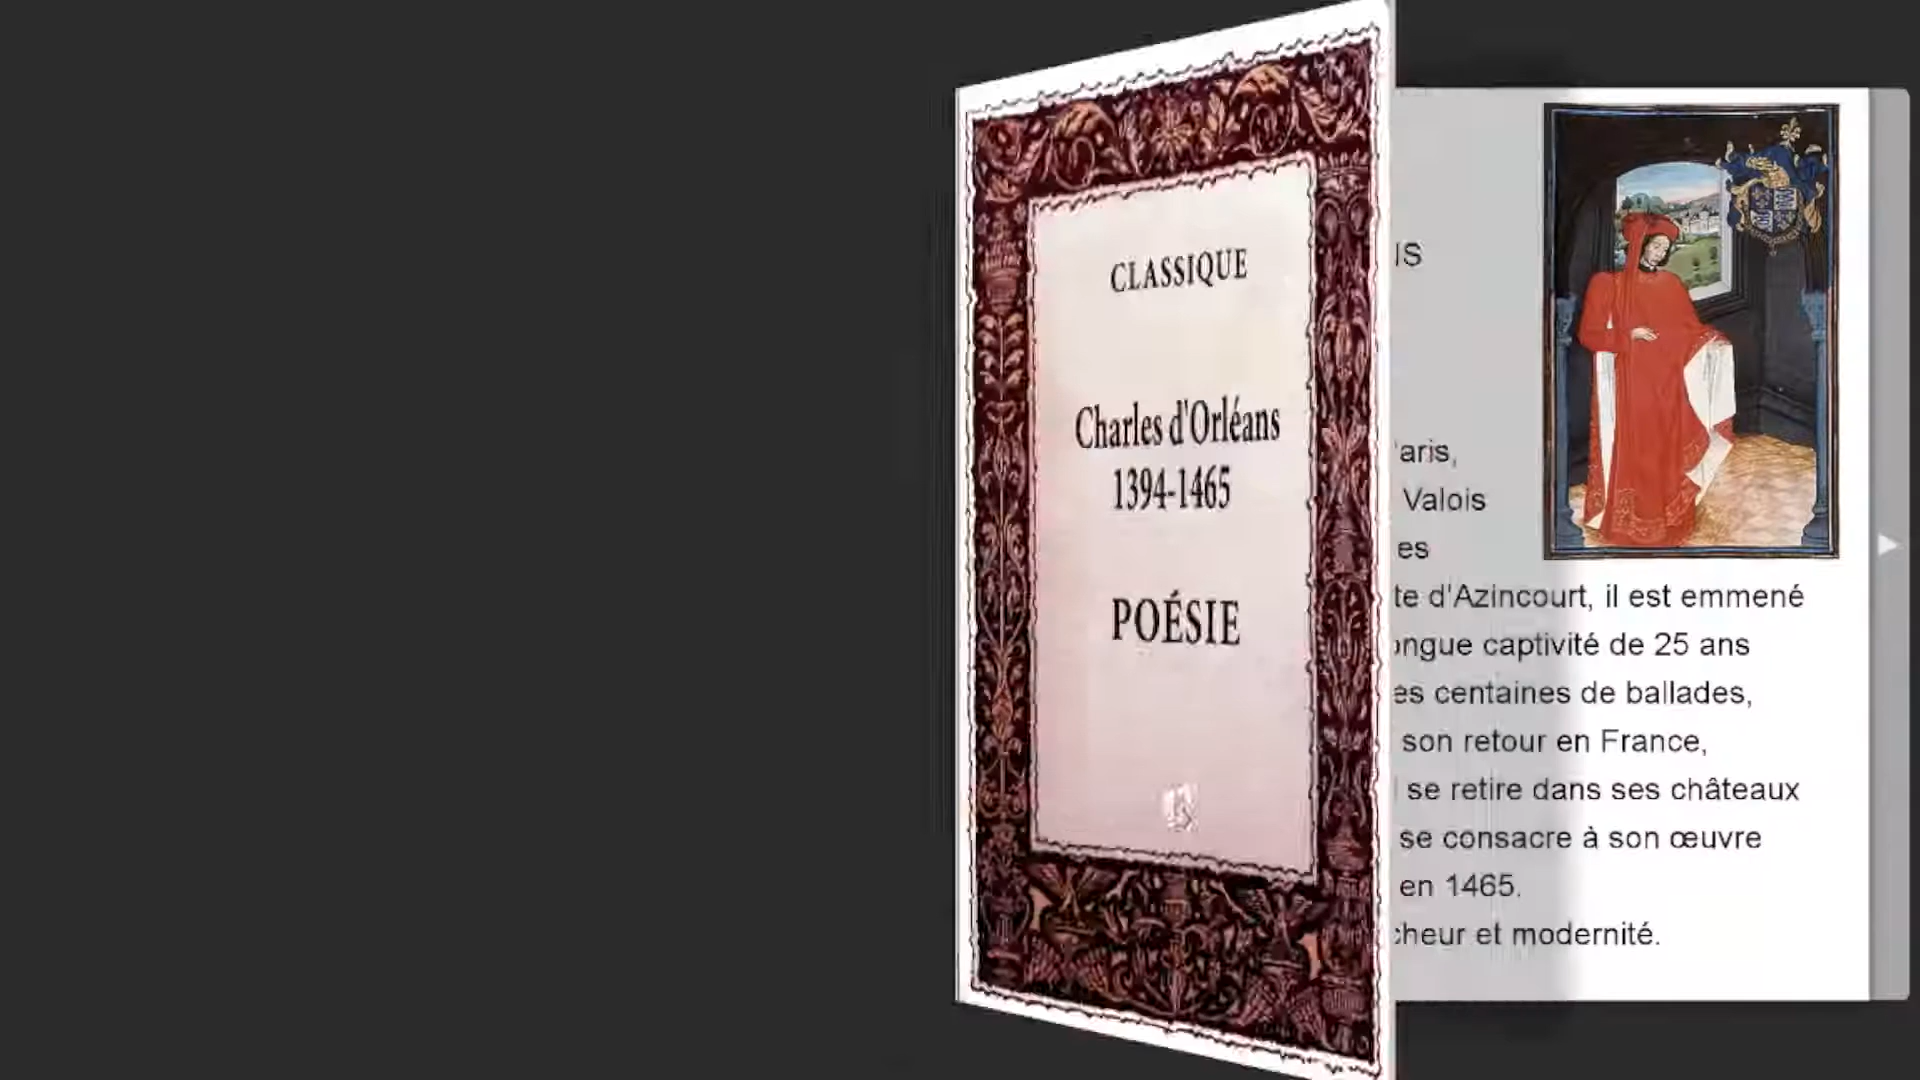 CLASSIQUE
Charles d'Orléans
1394-1465
POÉSIE
aris,
Valois
es
te d'Azincourt, il est emmené
ngue captivité de 25 ans
es centaines de ballades,
son retour en France,
se retire dans ses châteaux
se consacre à son œuvre
en 1465.
cheur et modernité.